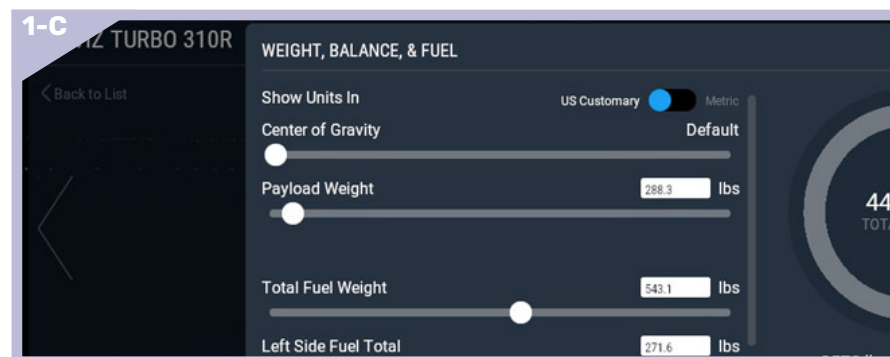 1-C
TURBO 310R
WEIGHT, BALANCE, & FUEL
Back to List
Show Units In US Customary Metric
Center of Gravity Default
Payload Weight 288.3 lbs
44
Total Fuel Weight 543.1 lbs
Left Side Fuel Total 271.6 lbs